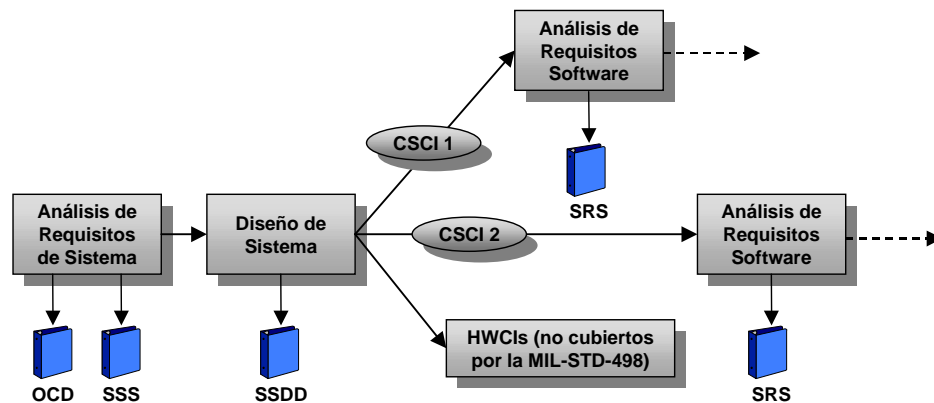 Análisis de
Requisitos
Software
CSCI 1
SRS
Análisis de
Requisitos
de Sistema
Diseño de
Sistema
CSCI 2
Análisis de
Requisitos
Software
HWCIs (no cubiertos
por la MIL-STD-498)
OCD
SSS
SSDD
SRS